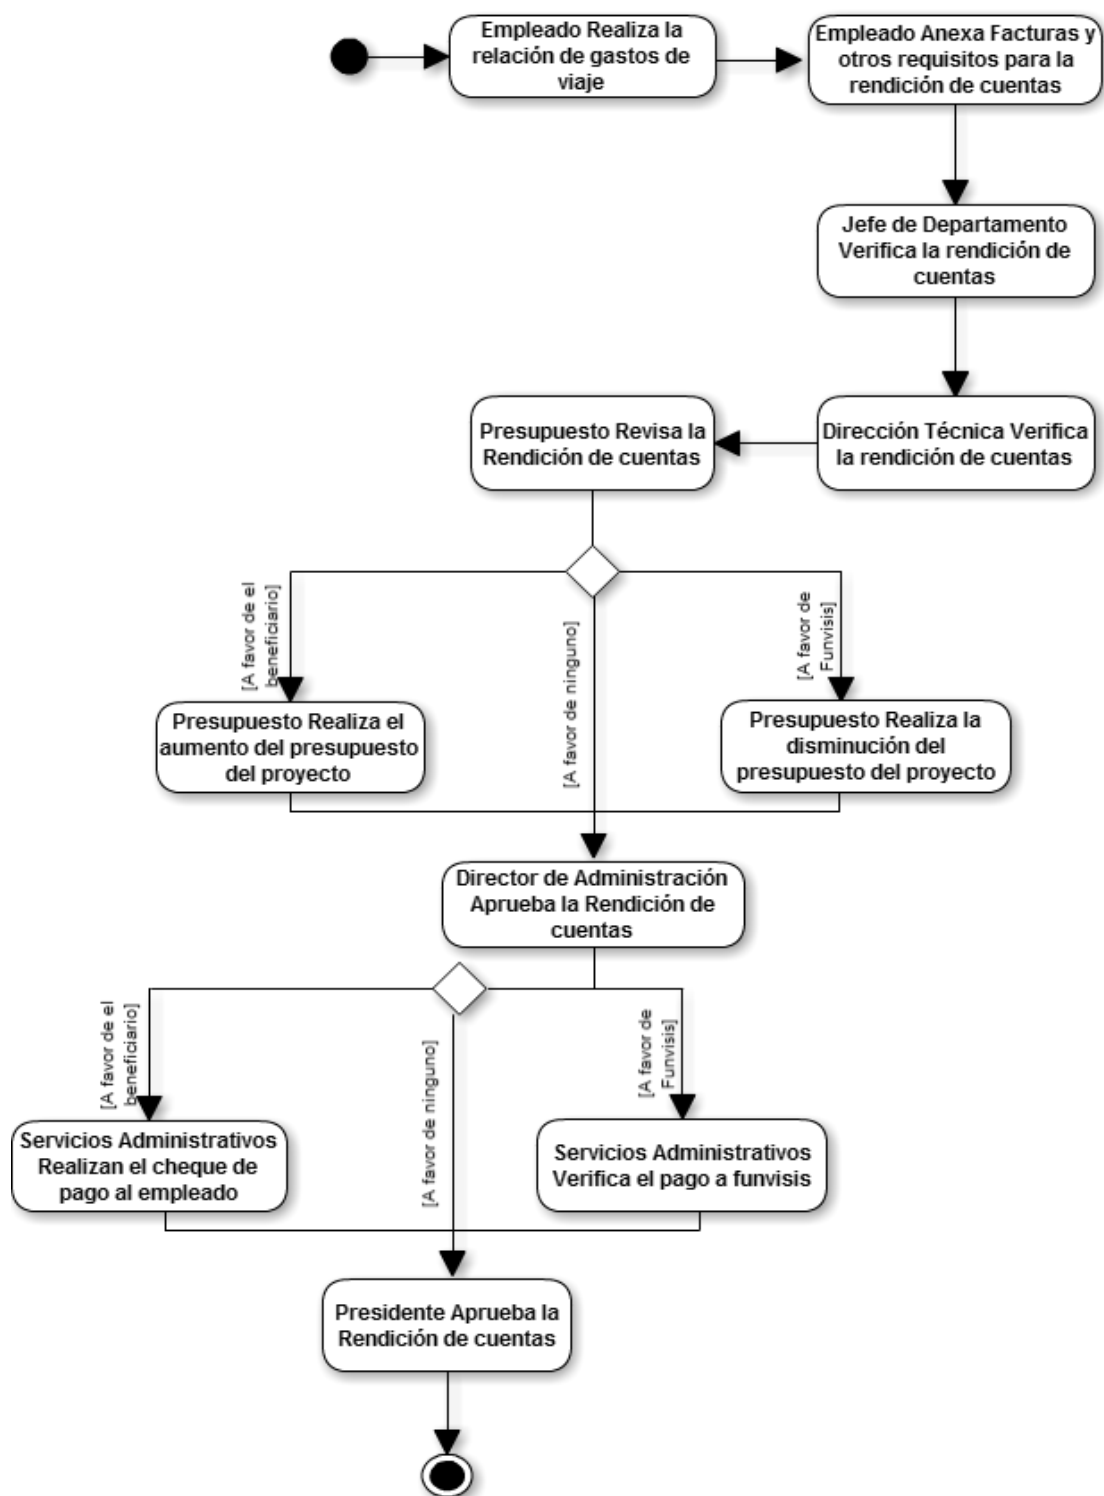 Empleado Realiza la
relación de gastos de
viaje
Empleado Anexa Facturas y
otros requisitos para la
rendición de cuentas
Jefe de Departamento
Verifica la rendición de
cuentas
Dirección Técnica Verifica
la rendición de cuentas
Presupuesto Revisa la
Rendición de cuentas
[A favor de el
beneficiario]
[A favor de ninguno]
[A favor de
Funvisis]
Presupuesto Realiza el
aumento del presupuesto
del proyecto
Presupuesto Realiza la
disminución del
presupuesto del proyecto
Director de Administración
Aprueba la Rendición de
cuentas
[A favor de el
beneficiario]
[A favor de ninguno]
[A favor de
Funvisis]
Servicios Administrativos
Realizan el cheque de
pago al empleado
Servicios Administrativos
Verifica el pago a funvisis
Presidente Aprueba la
Rendición de cuentas